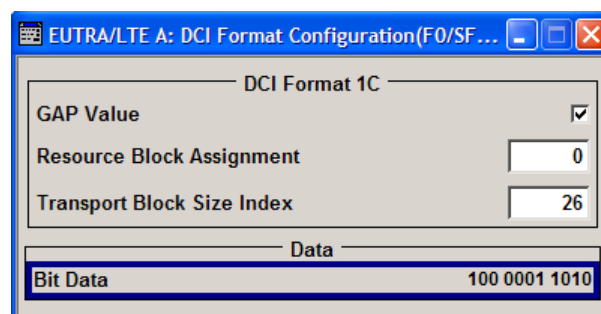 EUTRA/LTE A: DCI Format Configuration(F0/SF...
DCI Format 1C
GAP Value
Resource Block Assignment 0
Transport Block Size Index 26
Data
Bit Data 100 0001 1010